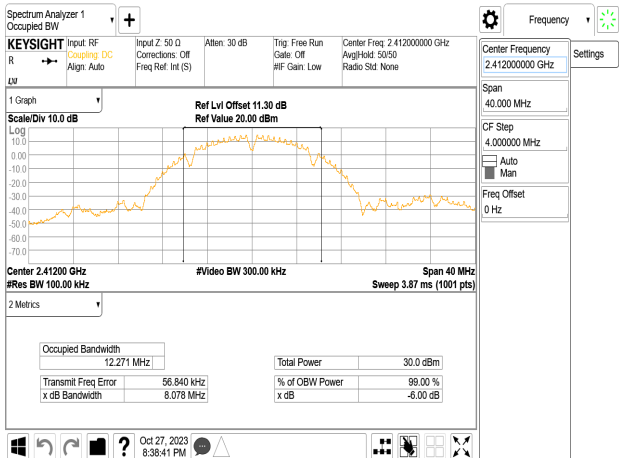 Spectrum Analyzer 1
Occupied BW
Frequency
KEYSIGHT Input: RF Input Z: 50 Ω Atten: 30 dB Trig: Free Run Center Freq: 2.412000000 GHz
R Coupling: DC Corrections: Off Gate: Off Avg|Hold: 50/50
Align: Auto Freq Ref: Int (S) #IF Gain: Low Radio Std: None
LXI
Center Frequency
2.412000000 GHz
Settings
Span
40.000 MHz
CF Step
4.000000 MHz
Auto
Man
Freq Offset
0 Hz
1 Graph
Ref Lvl Offset 11.30 dB
Scale/Div 10.0 dB Ref Value 20.00 dBm
Log
10.0
0.00
-10.0
-20.0
-30.0
-40.0
-50.0
-60.0
-70.0
Center 2.41200 GHz #Video BW 300.00 kHz Span 40 MHz
#Res BW 100.00 kHz Sweep 3.87 ms (1001 pts)
2 Metrics
Occupied Bandwidth
12.271 MHz
Total Power 30.0 dBm
Transmit Freq Error 56.840 kHz % of OBW Power 99.00 %
x dB Bandwidth 8.078 MHz x dB -6.00 dB
Oct 27, 2023
8:38:41 PM